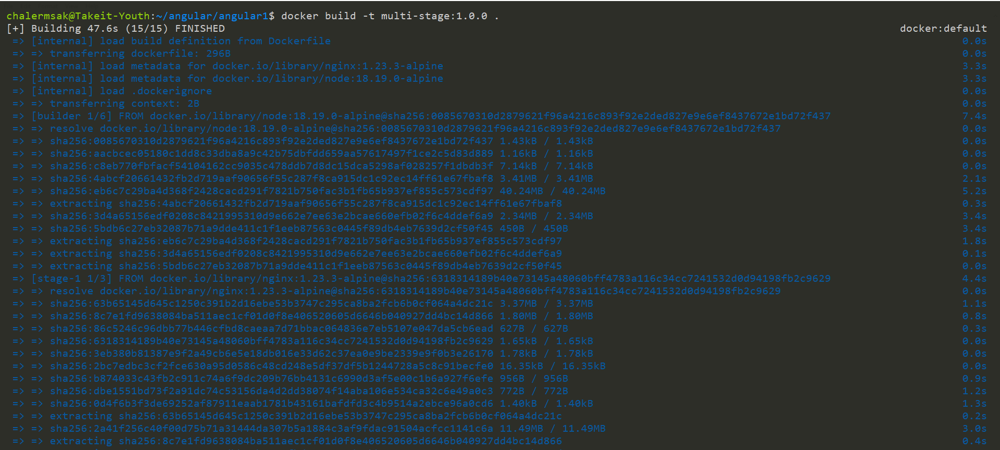 chalermsak@Takeit-Youth:~/angular/angular1$ docker build -t multi-stage:1.0.0 .
[+] Building 47.6s (15/15) FINISHED docker:default
=> [internal] load build definition from Dockerfile 0.0s
=> => transferring dockerfile: 296B 0.0s
=> [internal] load metadata for docker.io/library/nginx:1.23.3-alpine 3.3s
=> [internal] load metadata for docker.io/library/node:18.19.0-alpine 3.3s
=> [internal] load .dockerignore 0.0s
=> => transferring context: 2B 0.0s
=> [builder 1/6] FROM docker.io/library/node:18.19.0-alpine@sha256:0085670310d2879621f96a4216c893f92e2ded827e9e6ef8437672e1bd72f437 7.4s
=> => resolve docker.io/library/node:18.19.0-alpine@sha256:0085670310d2879621f96a4216c893f92e2ded827e9e6ef8437672e1bd72f437 0.0s
=> => sha256:0085670310d2879621f96a4216c893f92e2ded827e9e6ef8437672e1bd72f437 1.43kB / 1.43kB 0.0s
=> => sha256:aacbcec05180c1dd8c33dba8a9c42b75dbfdd659aa57617497f1ce2c5d83d889 1.16kB / 1.16kB 0.0s
=> => sha256:c8eb770fbfacf54104162cc9035c478ddb7d8dc15dca5298af028257f1dbdb3f 7.14kB / 7.14kB 0.0s
=> => sha256:4abcf20661432fb2d719aaf90656f55c287f8ca915dc1c92ec14ff61e67fbaf8 3.41MB / 3.41MB 2.1s
=> => sha256:eb6c7c29ba4d368f2428cacd291f7821b750fac3b1fb65b937ef855c573cdf97 40.24MB / 40.24MB 5.2s
=> => extracting sha256:4abcf20661432fb2d719aaf90656f55c287f8ca915dc1c92ec14ff61e67fbaf8 0.3s
=> => sha256:3d4a65156edf0208c8421995310d9e662e7ee63e2bcae660efb02f6c4ddef6a9 2.34MB / 2.34MB 3.4s
=> => sha256:5bdb6c27eb32087b71a9dde411c1f1eeb87563c0445f89db4eb7639d2cf50f45 450B / 450B 3.4s
=> => extracting sha256:eb6c7c29ba4d368f2428cacd291f7821b750fac3b1fb65b937ef855c573cdf97 1.8s
=> => extracting sha256:3d4a65156edf0208c8421995310d9e662e7ee63e2bcae660efb02f6c4ddef6a9 0.1s
=> => extracting sha256:5bdb6c27eb32087b71a9dde411c1f1eeb87563c0445f89db4eb7639d2cf50f45 0.0s
=> [stage-1 1/3] FROM docker.io/library/nginx:1.23.3-alpine@sha256:6318314189b40e73145a48060bff4783a116c34cc7241532d0d94198fb2c9629 4.4s
=> => resolve docker.io/library/nginx:1.23.3-alpine@sha256:6318314189b40e73145a48060bff4783a116c34cc7241532d0d94198fb2c9629 0.0s
=> => sha256:63b65145d645c1250c391b2d16ebe53b3747c295ca8ba2fcb6b0cf064a4dc21c 3.37MB / 3.37MB 1.1s
=> => sha256:8c7e1fd9638084ba511aec1cf01d0f8e406520605d6646b040927dd4bc14d866 1.80MB / 1.80MB 0.8s
=> => sha256:86c5246c96dbb77b446cfbd8caeaa7d71bbac064836e7eb5107e047da5cb6ead 627B / 627B 0.3s
=> => sha256:6318314189b40e73145a48060bff4783a116c34cc7241532d0d94198fb2c9629 1.65kB / 1.65kB 0.0s
=> => sha256:3eb380b81387e9f2a49cb6e5e18db016e33d62c37ea0e9be2339e9f0b3e26170 1.78kB / 1.78kB 0.0s
=> => sha256:2bc7edbc3cf2fce630a95d0586c48cd248e5df37df5b1244728a5c8c91becfe0 16.35kB / 16.35kB 0.0s
=> => sha256:b874033c43fb2c911c74a6f9dc209b76bb4131c6990d3af5e00c1b6a927f6efe 956B / 956B 0.9s
=> => sha256:dbe1551bd73f2a91dc74c53156da4d2dd38074f14aba106e534ca32c6e49a0c3 772B / 772B 1.2s
=> => sha256:0d4f6b3f3de69252af87911eaab1781b43161bafdfd3c4b9514a2ebce96a0cd6 1.40kB / 1.40kB 1.3s
=> => extracting sha256:63b65145d645c1250c391b2d16ebe53b3747c295ca8ba2fcb6b0cf064a4dc21c 0.2s
=> => sha256:2a41f256c40f00d75b71a31444da307b5a1884c3af9fdac91504acfcc1141c6a 11.49MB / 11.49MB 3.0s
=> => extracting sha256:8c7e1fd9638084ba511aec1cf01d0f8e406520605d6646b040927dd4bc14d866 0.4s